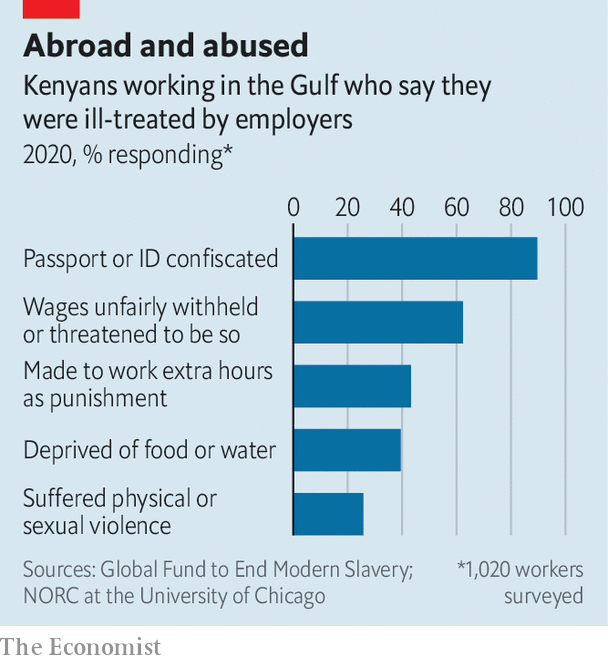 Abroad and abused
Kenyans working in the Gulf who say they
were ill-treated by employers
2020, % responding*
0 20 40 60 80 100
Passport or ID confiscated
Wages unfairly withheld
or threatened to be so
Made to work extra hours
as punishment
Deprived of food or water
Suffered physical or
sexual violence
Sources: Global Fund to End Modern Slavery;
NORC at the University of Chicago
*1,020 workers
surveyed
The Economist